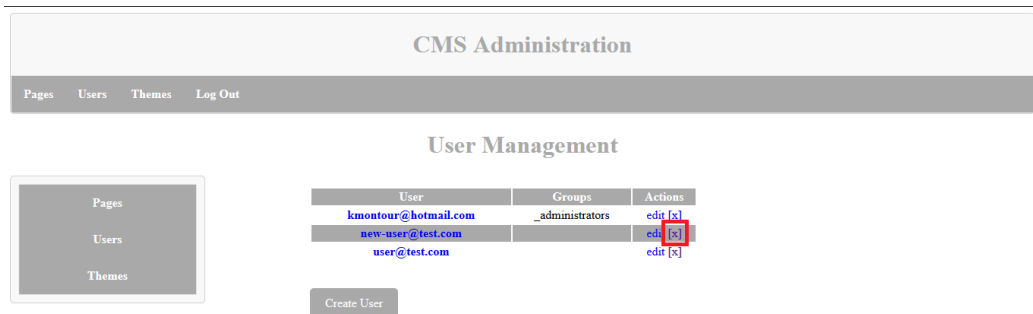 CMS Administration
Pages Users Themes Log Out
User Management
Pages
Users
Themes
User Groups Actions
kmontour@hotmail.com _administrators edit [x]
new-user@test.com edit [x]
user@test.com edit [x]
Create User